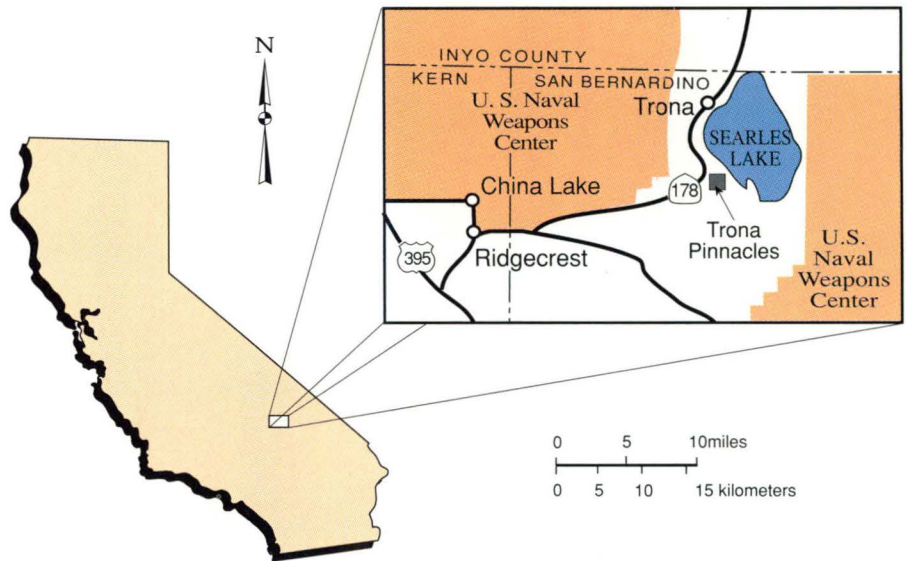 N
INYO COUNTY
KERN
SAN BERNARDINO
U. S. Naval
Weapons
Center
Trona
SEARLES
LAKE
China Lake
178
Trona
Pinnacles
395
Ridgecrest
U.S.
Naval
Weapons
Center
0 5 10miles
0 5 10 15 kilometers